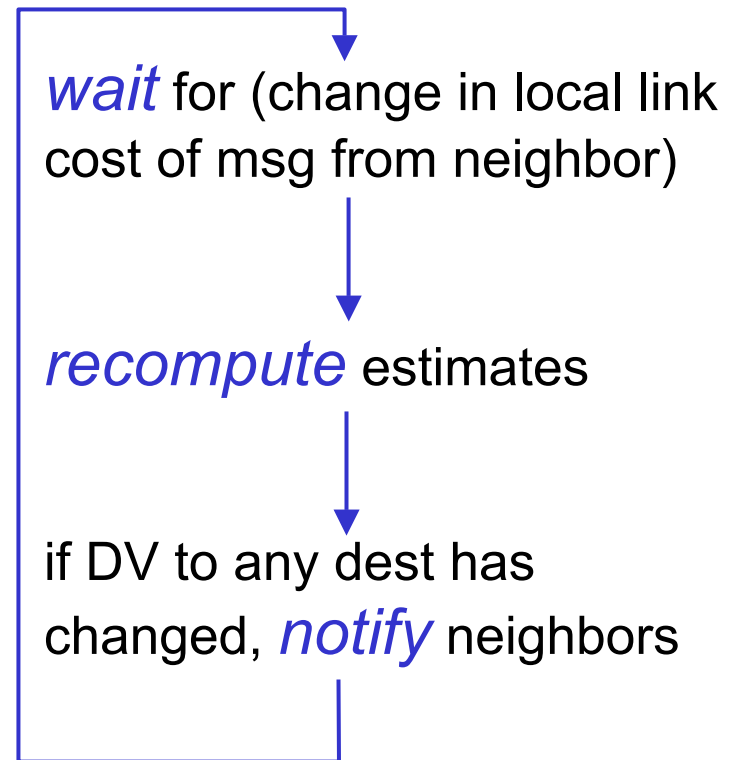 wait for (change in local link
cost of msg from neighbor)
recompute estimates
if DV to any dest has
changed, notify neighbors